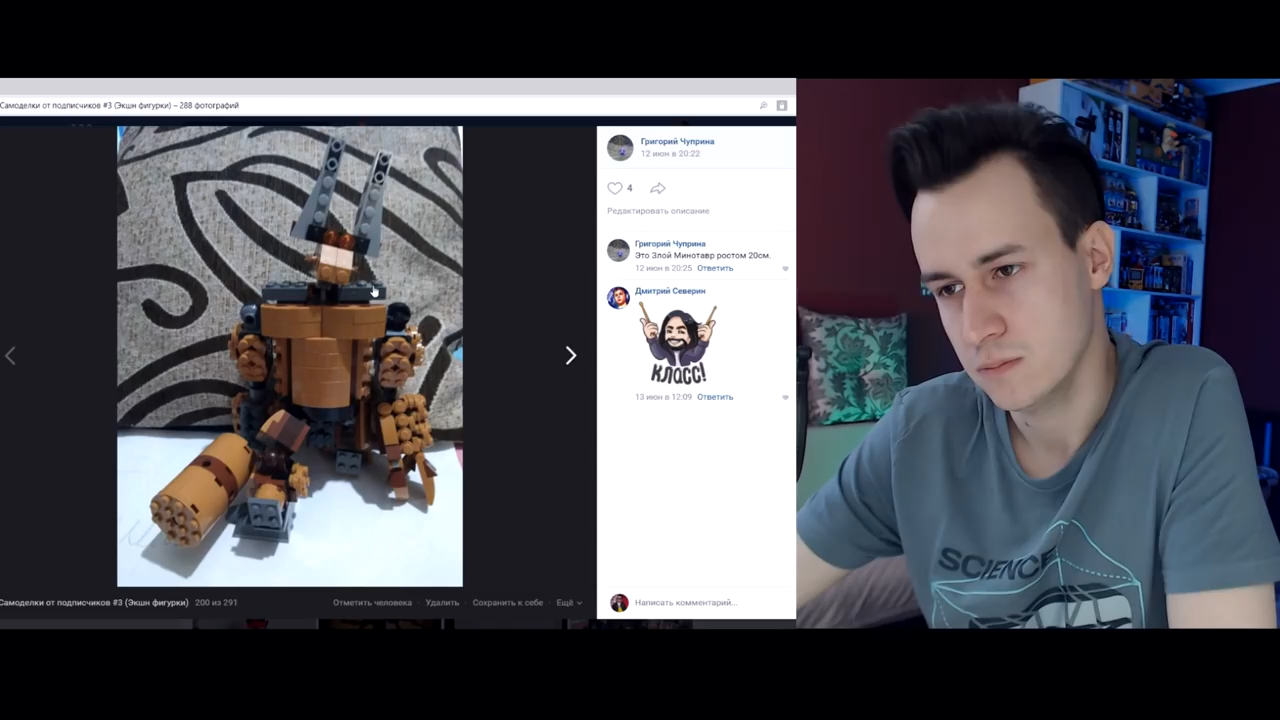 Самоделки от подписчиков #3 (Экшн фигурки) – 288 фотографий
Григорий Чуприна
12 июн в 20:22
4
Редактировать описание
Григорий Чуприна
Это Злой Минотавр ростом 20см.
12 июн в 20:25 Ответить
Дмитрий Северин
КЛАСС!
13 июн в 12:09 Ответить
Самоделки от подписчиков #3 (Экшн фигурки) 200 из 291
Отметить человека · Удалить · Сохранить к себе · Ещё
Написать комментарий...
SCIENCE